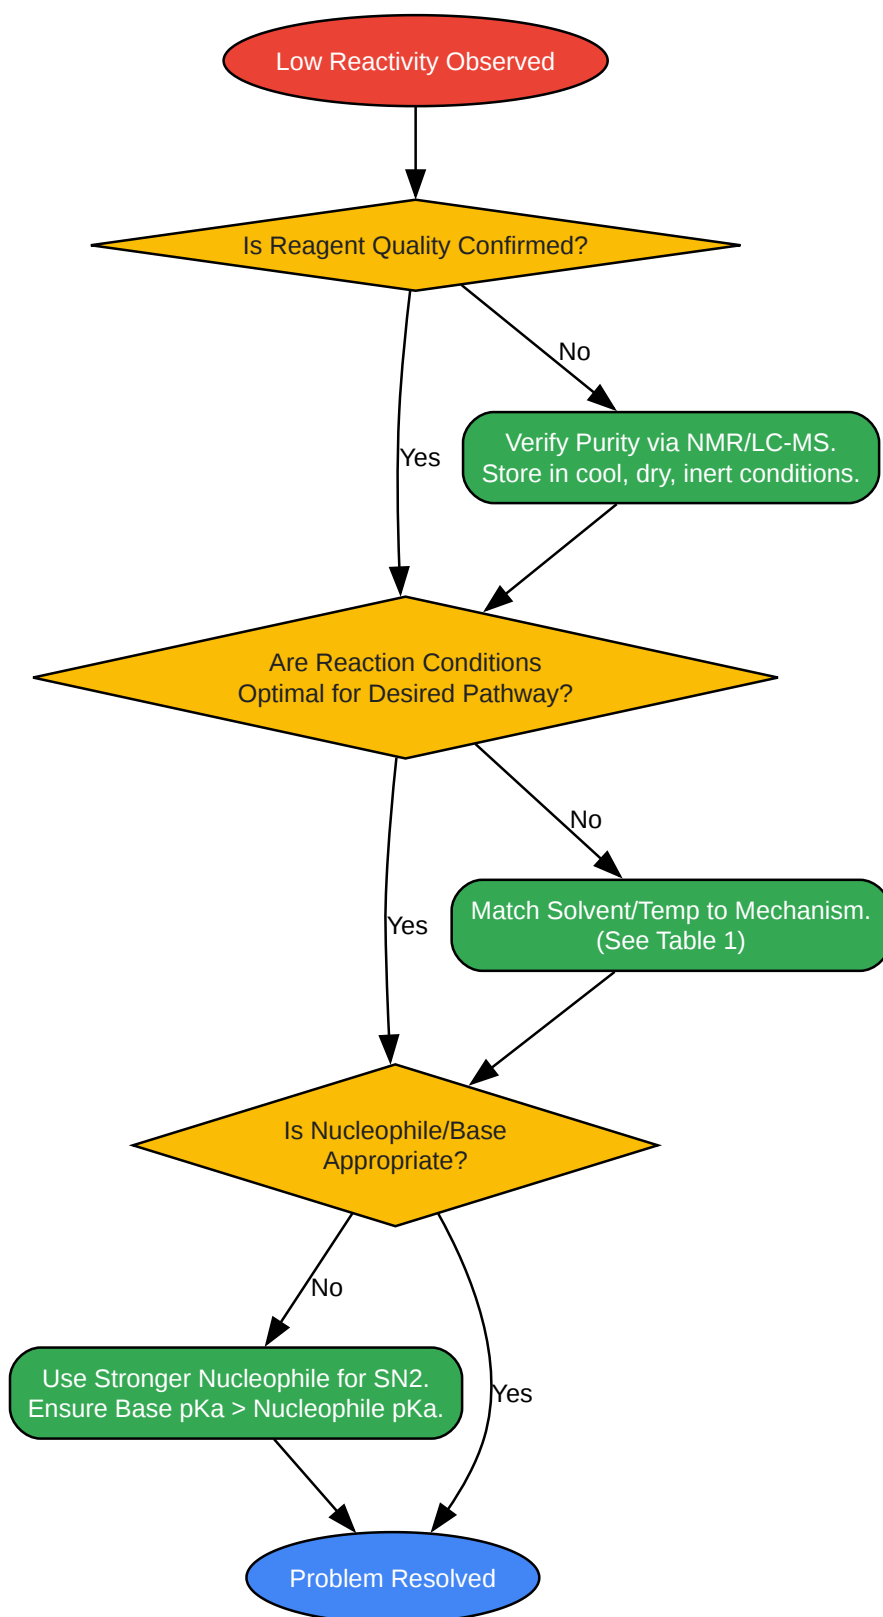 Low Reactivity Observed
Is Reagent Quality Confirmed?
No
Verify Purity via NMR/LC-MS.
Store in cool, dry, inert conditions.
Yes
Are Reaction Conditions
Optimal for Desired Pathway?
No
Match Solvent/Temp to Mechanism.
(See Table 1)
Yes
Is Nucleophile/Base
Appropriate?
No
Use Stronger Nucleophile for SN2.
Ensure Base pKa > Nucleophile pKa.
Yes
Problem Resolved